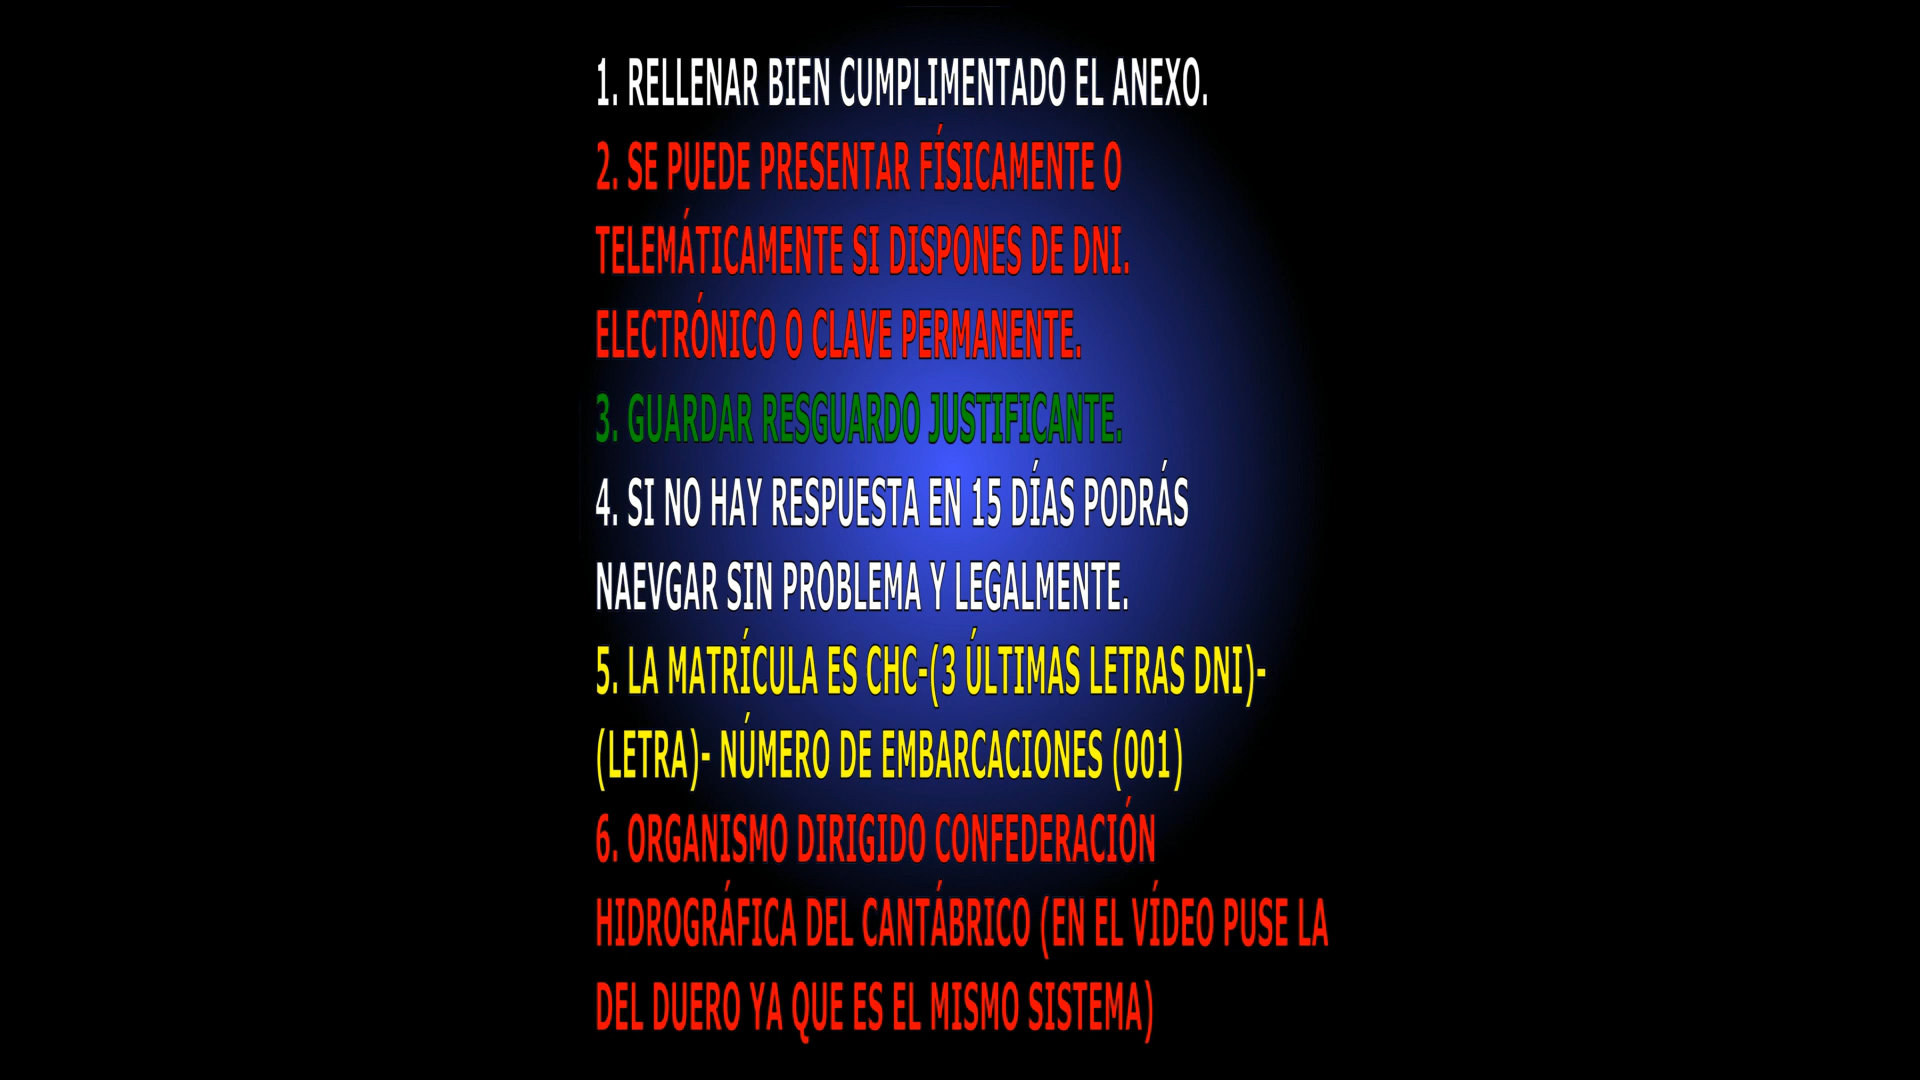 1. RELLENAR BIEN CUMPLIMENTADO EL ANEXO.
2. SE PUEDE PRESENTAR FÍSICAMENTE O
TELEMÁTICAMENTE SI DISPONES DE DNI.
ELECTRÓNICO O CLAVE PERMANENTE.
3. GUARDAR RESGUARDO JUSTIFICANTE.
4. SI NO HAY RESPUESTA EN 15 DÍAS PODRÁS
NAEVGAR SIN PROBLEMA Y LEGALMENTE.
5. LA MATRÍCULA ES CHC-(3 ÚLTIMAS LETRAS DNI)-
(LETRA)- NÚMERO DE EMBARCACIONES (001)
6. ORGANISMO DIRIGIDO CONFEDERACIÓN
HIDROGRÁFICA DEL CANTÁBRICO (EN EL VÍDEO PUSE LA
DEL DUERO YA QUE ES EL MISMO SISTEMA)